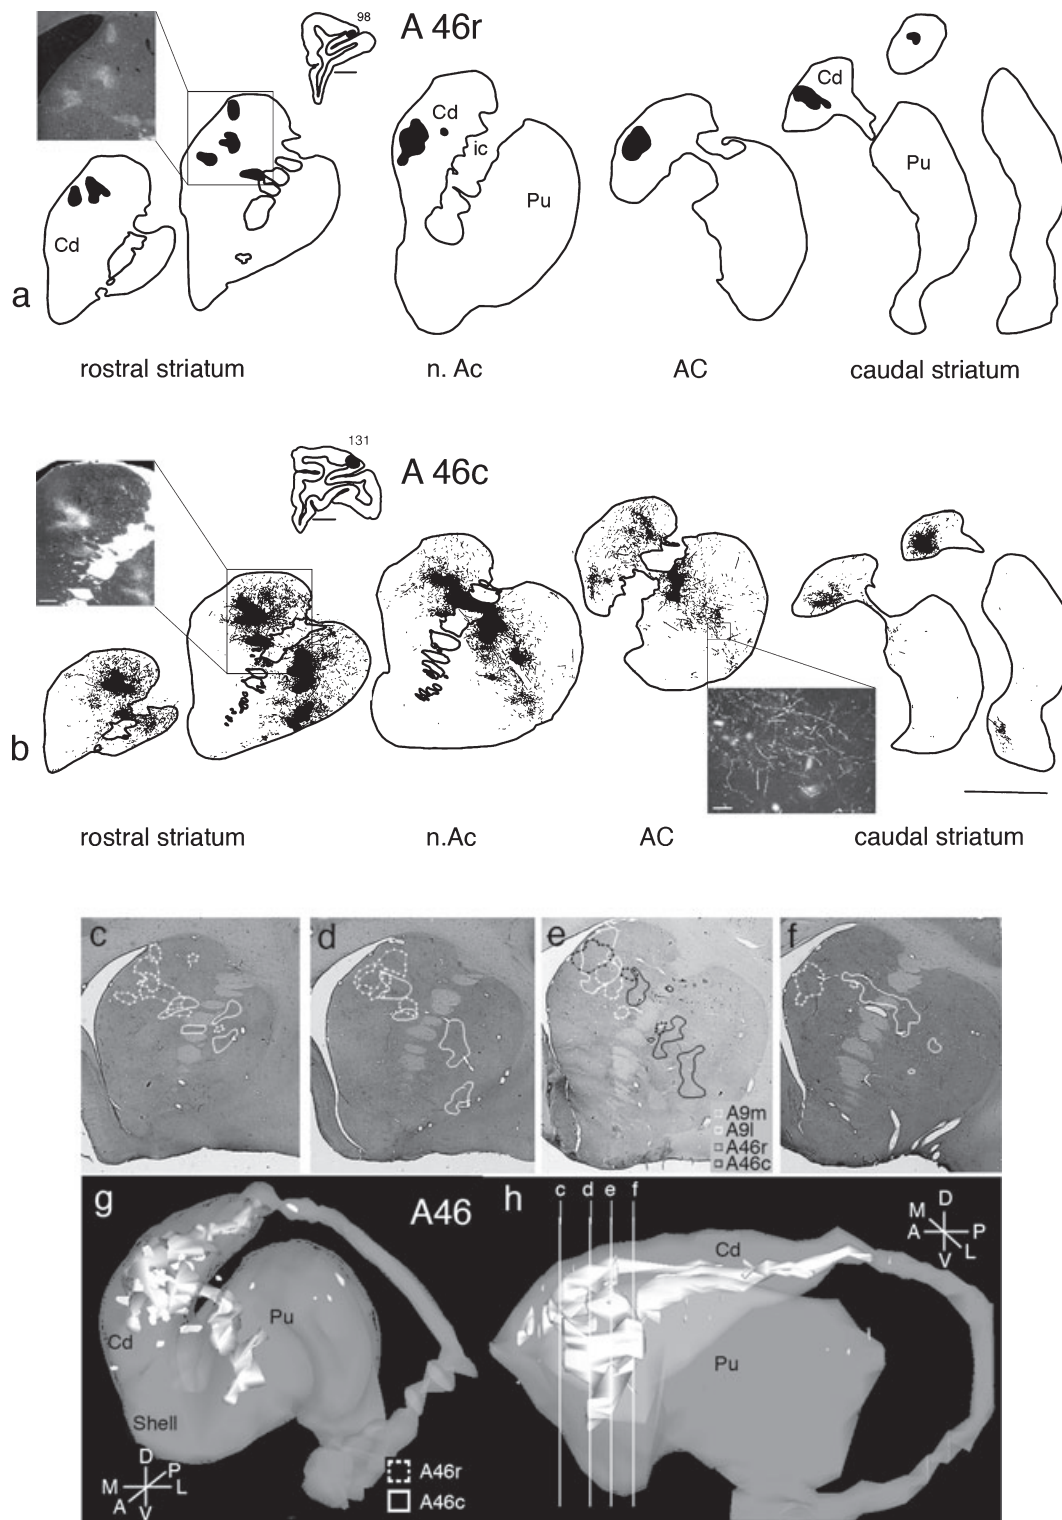 98
A 46r
Cd
Cd
ic
Pu
Pu
Cd
a
rostral striatum
n. Ac
AC
caudal striatum
131
A 46c
b
rostral striatum
n.Ac
AC
caudal striatum
c
d
e
f
A9m
A9l
A46r
A46c
g
A46
Pu
Cd
Shell
D
P
M
L
A
V
A46r
A46c
h
c
d
e
f
Cd
Pu
D
M
A
P
L
V